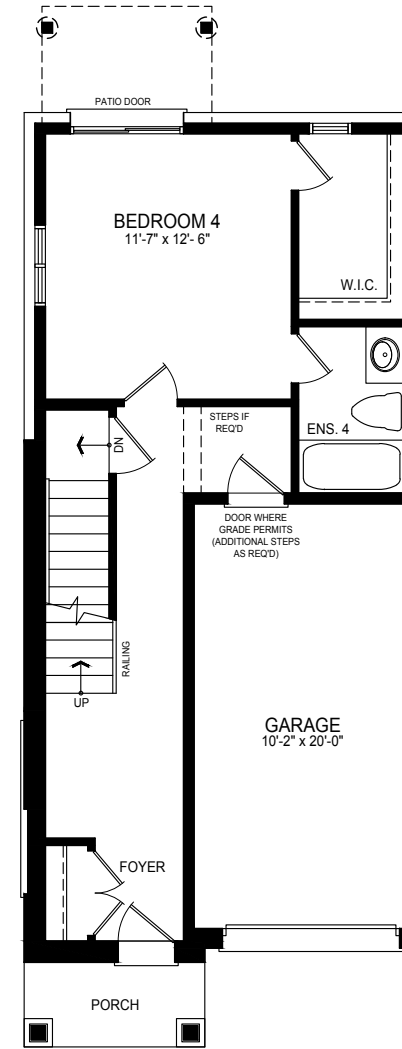 PATIO DOOR
BEDROOM 4
11'-7" x 12'- 6"
W.I.C.
STEPS IF
REQ'D
ENS. 4
DN
DOOR WHERE
GRADE PERMITS
(ADDITIONAL STEPS
AS REQ'D)
RAILING
UP
GARAGE
10'-2" x 20'-0"
FOYER
PORCH